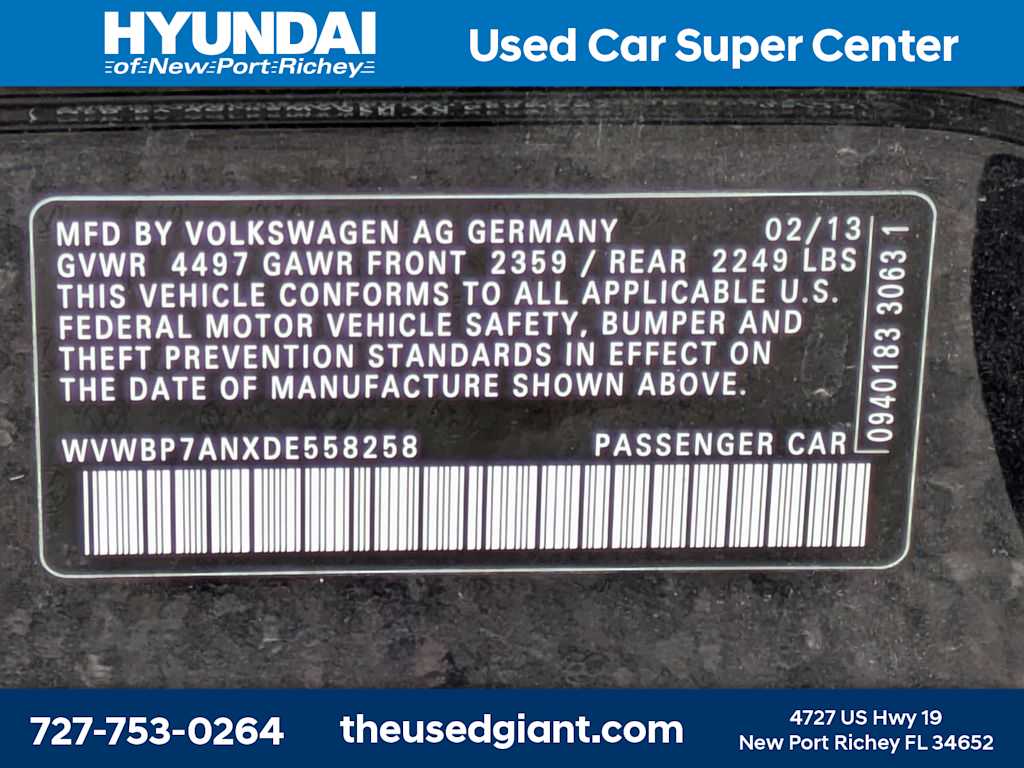 HYUNDAI
of New Port Richey
Used Car Super Center
MFD BY VOLKSWAGEN AG GERMANY 02/13
GVWR 4497 GAWR FRONT 2359 / REAR 2249 LBS
THIS VEHICLE CONFORMS TO ALL APPLICABLE U.S.
FEDERAL MOTOR VEHICLE SAFETY, BUMPER AND
THEFT PREVENTION STANDARDS IN EFFECT ON
THE DATE OF MANUFACTURE SHOWN ABOVE.
WVWBP7ANXDE558258 PASSENGER CAR
0940183 3063 1
727-753-0264
theusedgiant.com
4727 US Hwy 19
New Port Richey FL 34652